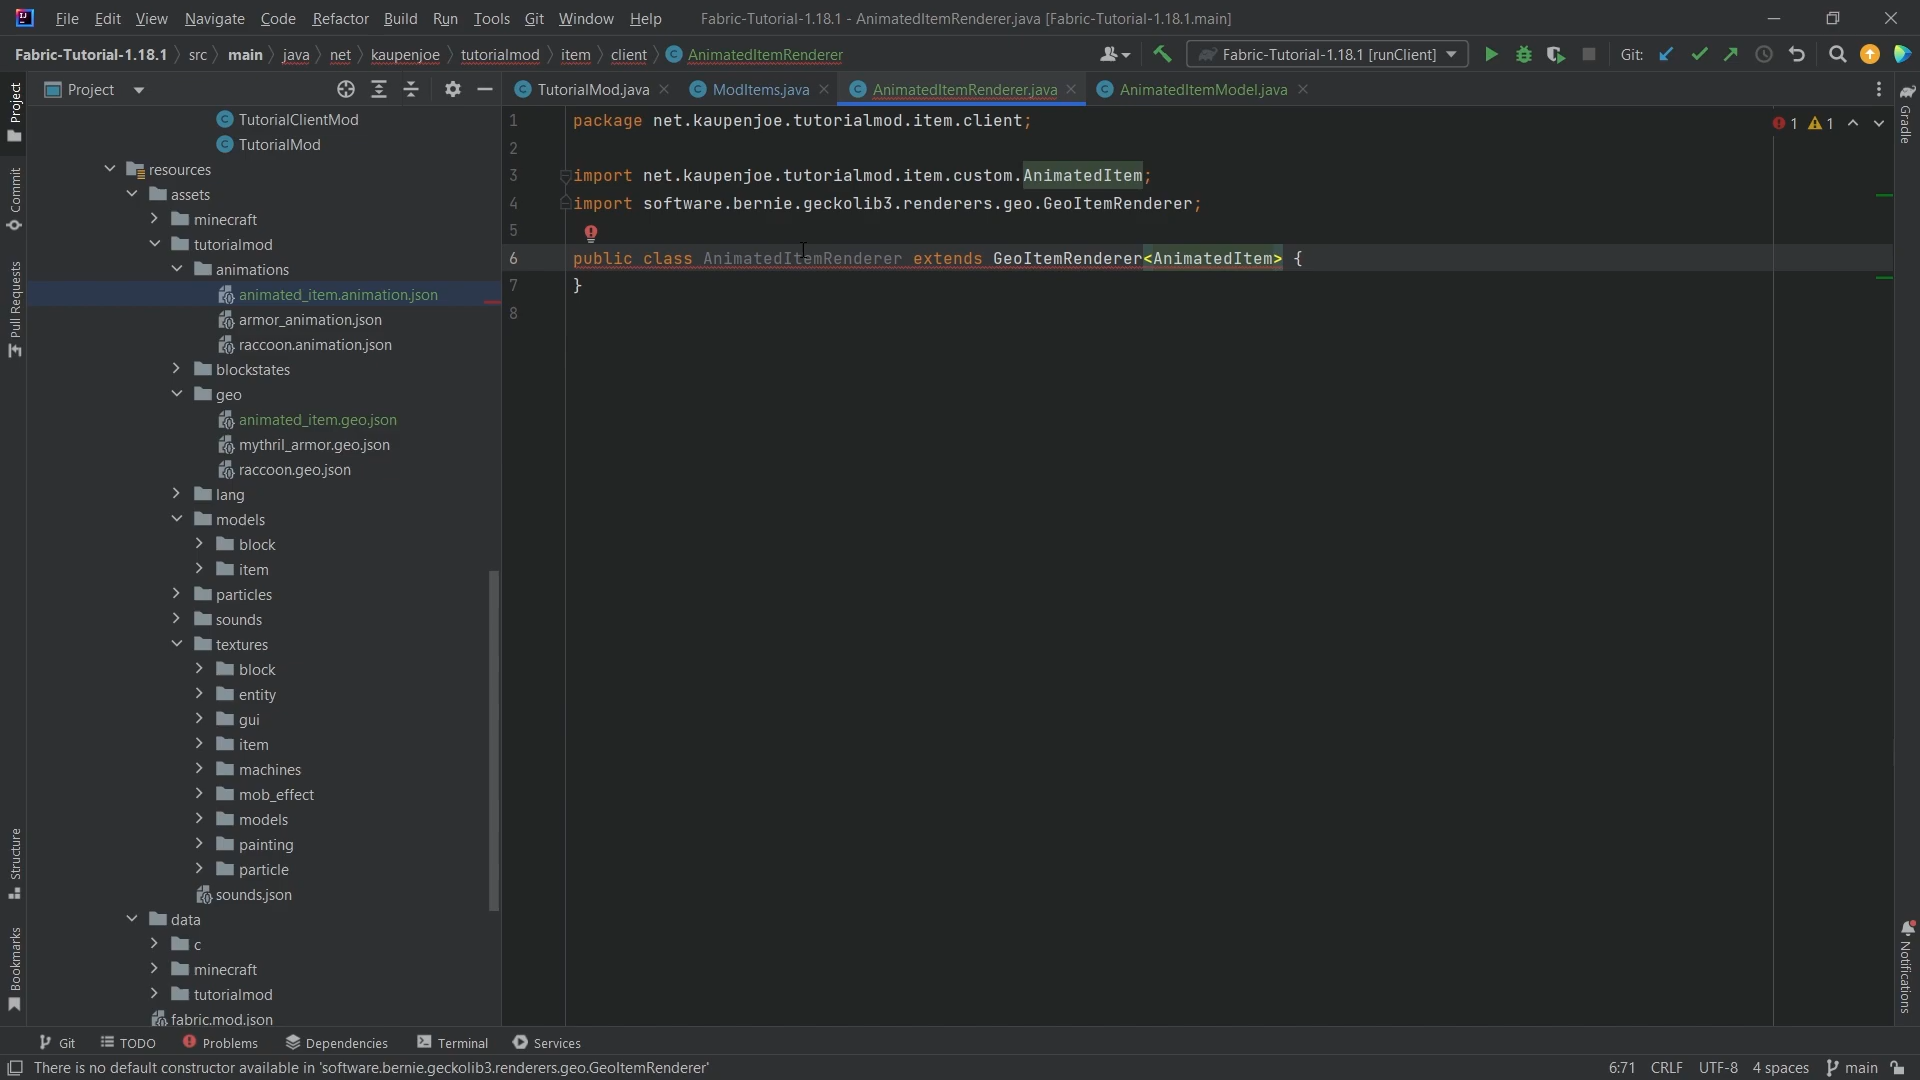 File Edit View Navigate Code Refactor Build Run Tools Git Window Help Fabric-Tutorial-1.18.1 - AnimatedItemRenderer.java [Fabric-Tutorial-1.18.1.main]
Fabric-Tutorial-1.18.1 src main java net kaupenjoe tutorialmod item client AnimatedItemRenderer Fabric-Tutorial-1.18.1 [runClient] Git:
Project TutorialMod.java ModItems.java AnimatedItemRenderer.java AnimatedItemModel.java
Project
Commit
Pull Requests
Structure
Bookmarks
TutorialClientMod
TutorialMod
resources
assets
minecraft
tutorialmod
animations
animated_item.animation.json
armor_animation.json
raccoon.animation.json
blockstates
geo
animated_item.geo.json
mythril_armor.geo.json
raccoon.geo.json
lang
models
block
item
particles
sounds
textures
block
entity
gui
item
machines
mob_effect
models
painting
particle
sounds.json
data
c
minecraft
tutorialmod
fabric.mod.json
1 package net.kaupenjoe.tutorialmod.item.client;
2
3 import net.kaupenjoe.tutorialmod.item.custom.AnimatedItem;
4 import software.bernie.geckolib3.renderers.geo.GeoItemRenderer;
5
6 public class AnimatedItemRenderer extends GeoItemRenderer<AnimatedItem> {
7 }
8
1 1
Gradle
Notifications
Git TODO Problems Dependencies Terminal Services
There is no default constructor available in 'software.bernie.geckolib3.renderers.geo.GeoItemRenderer' 6:71 CRLF UTF-8 4 spaces main